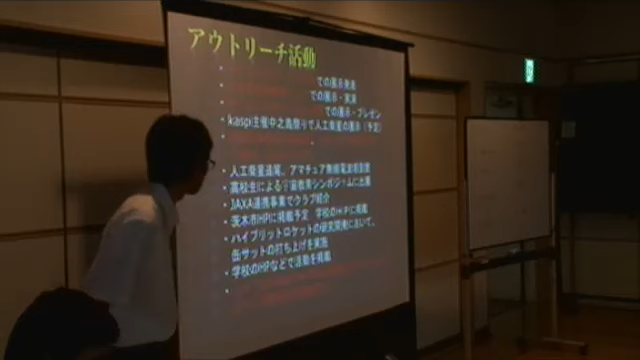 アウトリーチ活動
での展示発表
での展示・実演
での展示・プレゼン
・kaspi主催中之島祭りで人工衛星の展示（予定）
・人工衛星追尾、アマチュア無線電波
・高校生による宇宙教育シンポジウムに出展
・JAXA連携事業でクラブ紹介
・茨木市HPに掲載予定 学校のHPに掲載
・ハイブリットロケットの研究開発において、
缶サットの打ち上げを実施
・学校のHPなどで活動を掲載